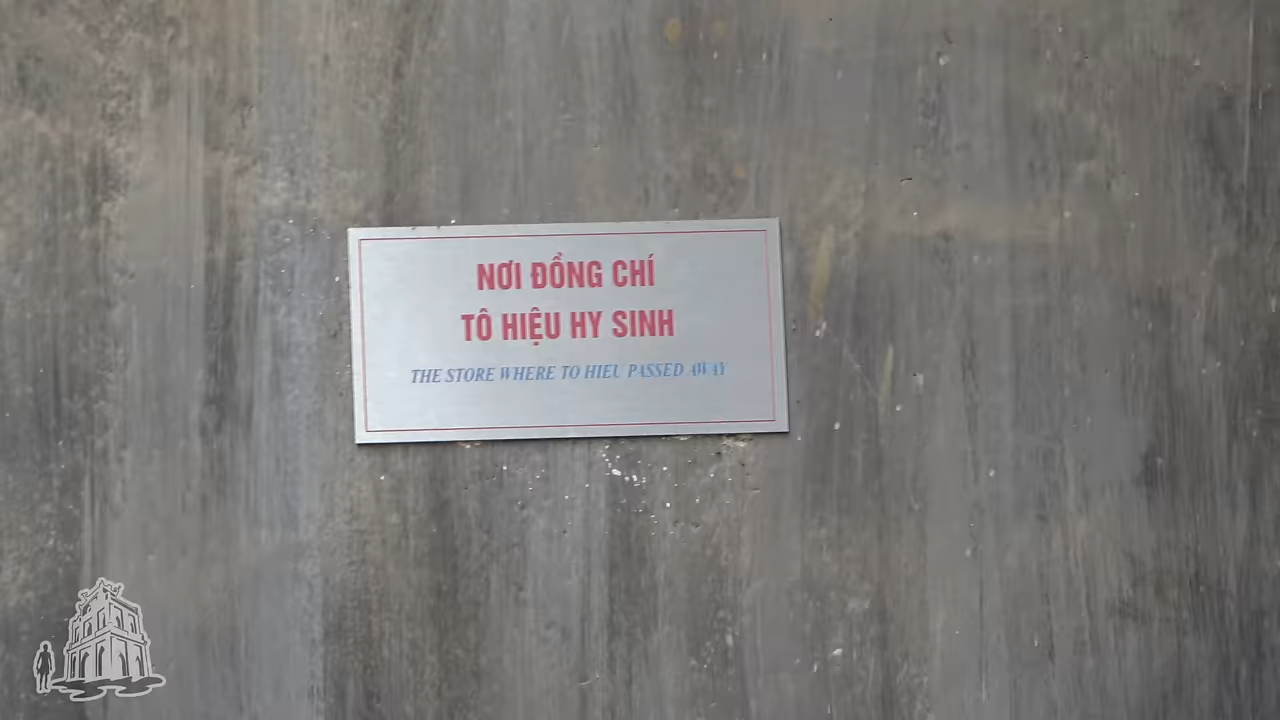 NƠI ĐỒNG CHÍ
TÔ HIỆU HY SINH
THE STORE WHERE TO HIEU PASSED AWAY